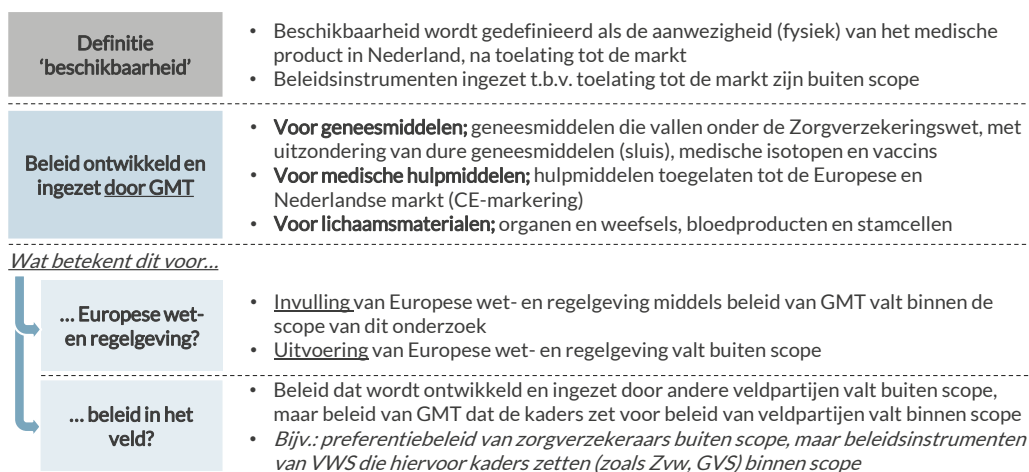 Definitie
'beschikbaarheid'
• Beschikbaarheid wordt gedefinieerd als de aanwezigheid (fysiek) van het medische
product in Nederland, na toelating tot de markt
• Beleidsinstrumenten ingezet t.b.v. toelating tot de markt zijn buiten scope
Beleid ontwikkeld en
ingezet door GMT
• Voor geneesmiddelen; geneesmiddelen die vallen onder de Zorgverzekeringswet, met
uitzondering van dure geneesmiddelen (sluis), medische isotopen en vaccins
• Voor medische hulpmiddelen; hulpmiddelen toegelaten tot de Europese en
Nederlandse markt (CE-markering)
• Voor lichaamsmaterialen; organen en weefsels, bloedproducten en stamcellen
Wat betekent dit voor...
... Europese wet-
en regelgeving?
• Invulling van Europese wet- en regelgeving middels beleid van GMT valt binnen de
scope van dit onderzoek
• Uitvoering van Europese wet- en regelgeving valt buiten scope
... beleid in het
veld?
• Beleid dat wordt ontwikkeld en ingezet door andere veldpartijen valt buiten scope,
maar beleid van GMT dat de kaders zet voor beleid van veldpartijen valt binnen scope
• Bijv.: preferentiebeleid van zorgverzekeraars buiten scope, maar beleidsinstrumenten
van VWS die hiervoor kaders zetten (zoals Zvw, GVS) binnen scope